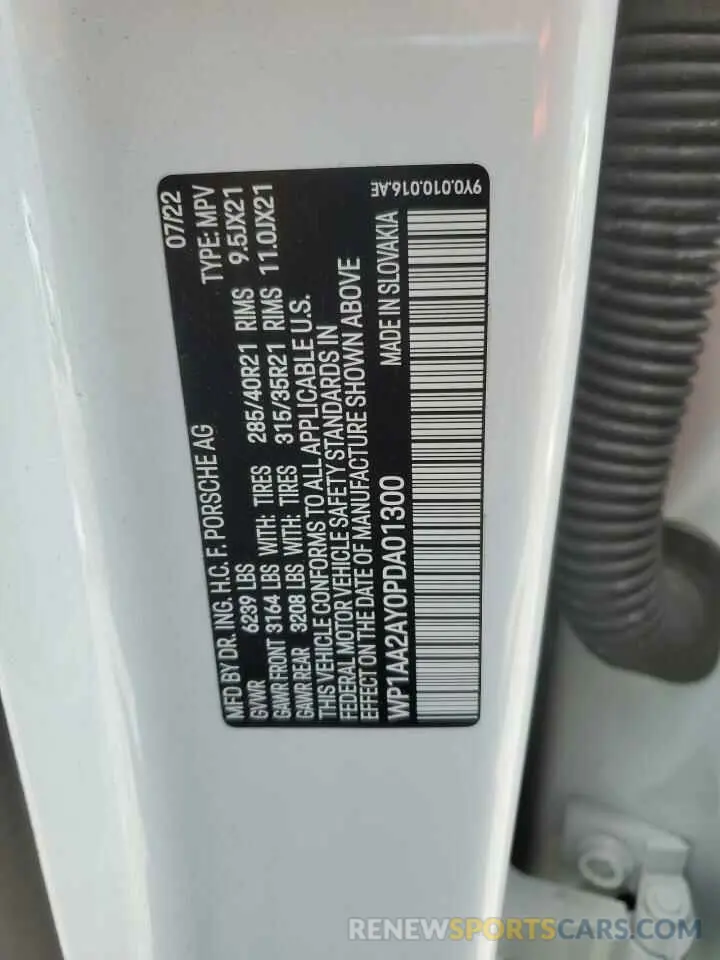 MFD BY DR. ING. H.C. F. PORSCHE AG 07/22
GVWR 6239 LBS TYPE: MPV
GAWR FRONT 3164 LBS WITH: TIRES 285/40R21 RIMS 9.5JX21
GAWR REAR 3208 LBS WITH: TIRES 315/35R21 RIMS 11.0JX21
THIS VEHICLE CONFORMS TO ALL APPLICABLE U.S.
FEDERAL MOTOR VEHICLE SAFETY STANDARDS IN
EFFECT ON THE DATE OF MANUFACTURE SHOWN ABOVE
WP1AA2AY0PDA01300 MADE IN SLOVAKIA
9Y0.010.016.AE
RENEWSPORTSCARS.COM